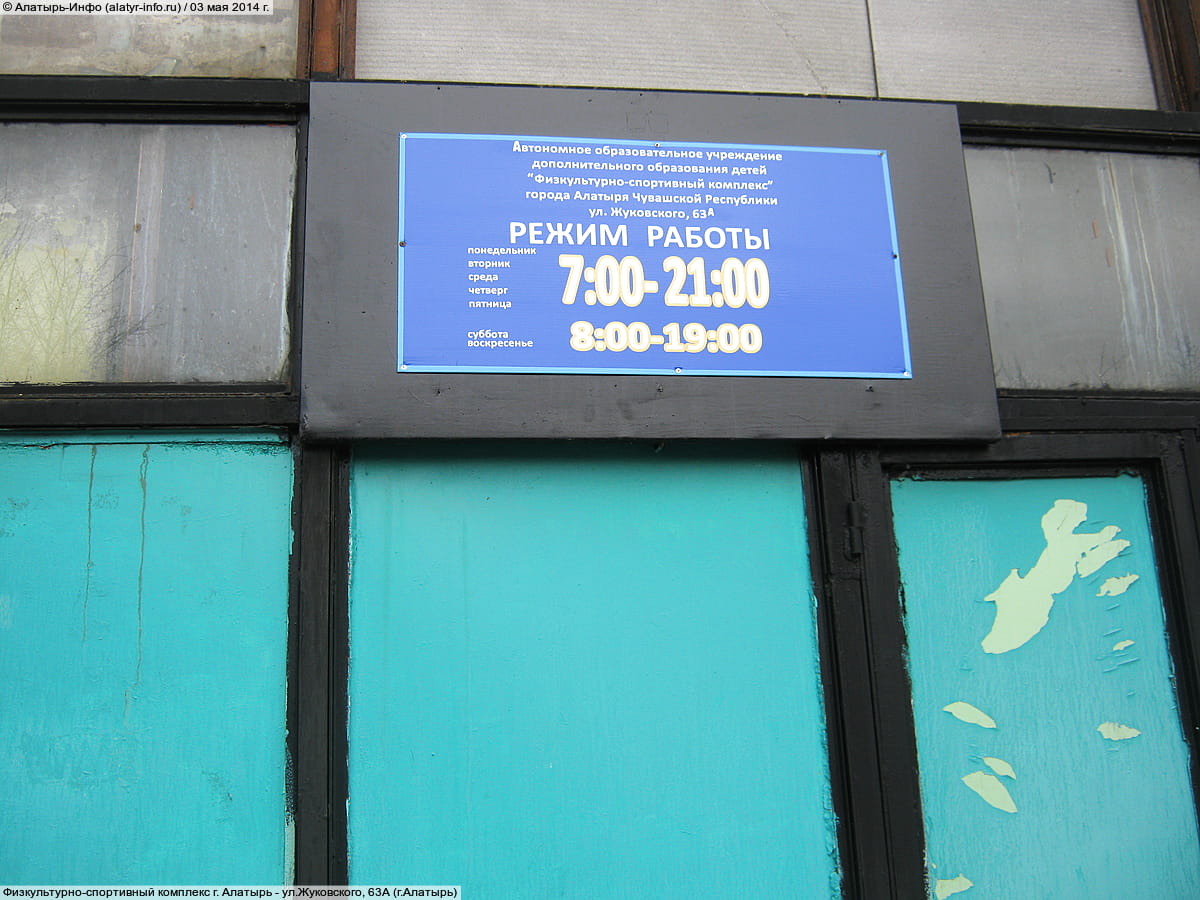 © Алатырь-Инфо (alatyr-info.ru) / 03 мая 2014 г.
Автономное образовательное учреждение
дополнительного образования детей
“Физкультурно-спортивный комплекс”
города Алатыря Чувашской Республики
ул. Жуковского, 63А
РЕЖИМ РАБОТЫ
понедельник
вторник
среда
четверг
пятница
7:00-21:00
суббота
воскресенье
8:00-19:00
Физкультурно-спортивный комплекс г. Алатырь - ул.Жуковского, 63А (г.Алатырь)